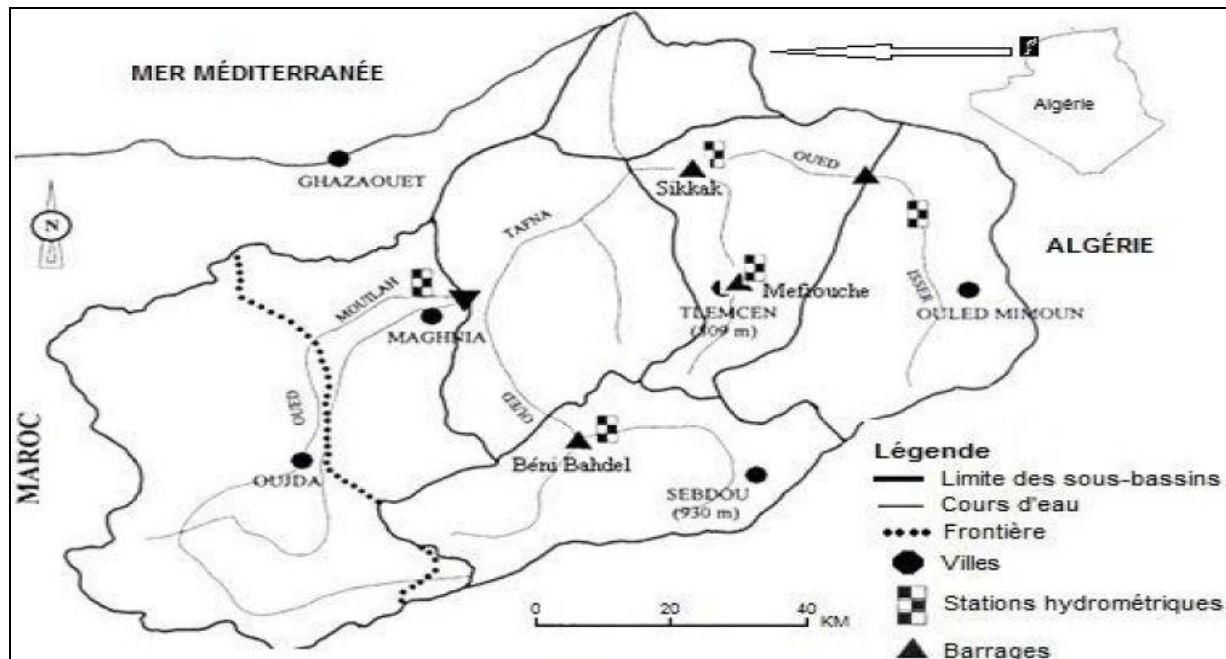 MER MÉDITERRANÉE
Algérie
GHAZAOUET
N
Sikkak
OUED
TAFNA
ALGÉRIE
MOUILAH
ISSER
MAGHNIA
Mefrouche
TLEMCEN
(809 m)
OULED MIMOUN
MAROC
OUED
OUED
OUJDA
Béni Bahdel
SEBDOU
(930 m)
Légende
Limite des sous-bassins
Cours d'eau
Frontière
Villes
Stations hydrométriques
Barrages
0 20 40
KM